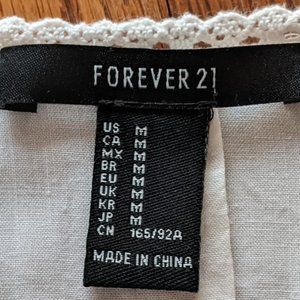 FOREVER 21
US M
CA M
MX M
BR M
EU M
UK M
KR M
JP M
CN 165/92A
MADE IN CHINA